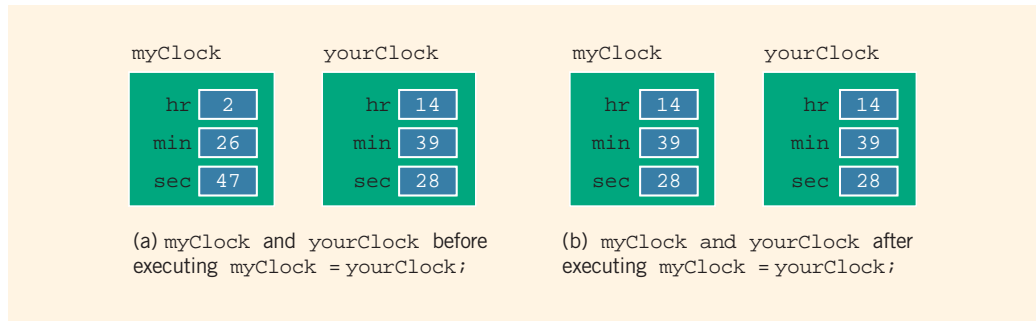 myClock
hr 2
min 26
sec 47
yourClock
hr 14
min 39
sec 28
(a) myClock and yourClock before
executing myClock = yourClock;
myClock
hr 14
min 39
sec 28
yourClock
hr 14
min 39
sec 28
(b) myClock and yourClock after
executing myClock = yourClock;